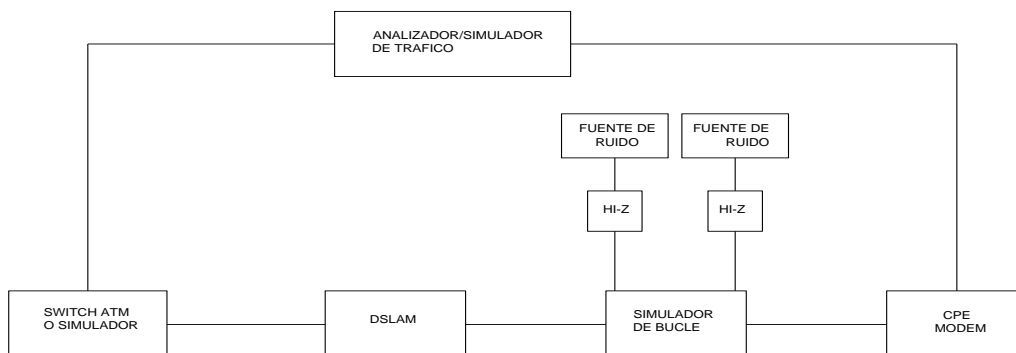 ANALIZADOR/SIMULADOR
DE TRAFICO
FUENTE DE
RUIDO
FUENTE DE
RUIDO
HI-Z
HI-Z
SWITCH ATM
O SIMULADOR
DSLAM
SIMULADOR
DE BUCLE
CPE
MODEM